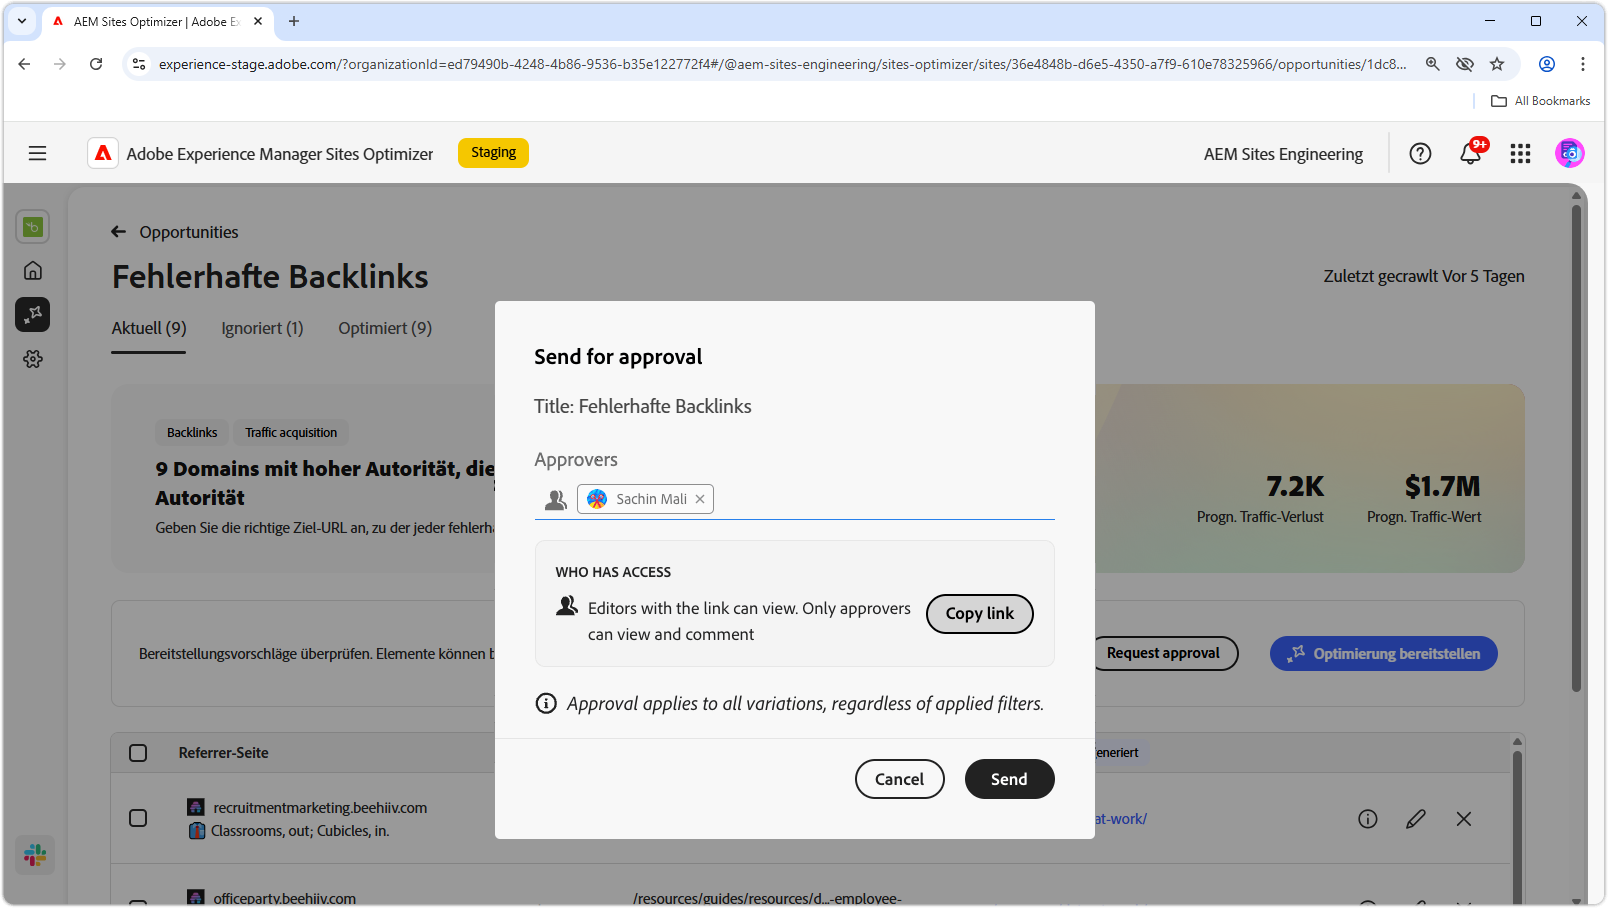 AEM Sites Optimizer | Adobe Ex
experience-stage.adobe.com/?organizationId=ed79490b-4248-4b86-9536-b35e122772f4#/@aem-sites-engineering/sites-optimizer/sites/36e4848b-d6e5-4350-a7f9-610e78325966/opportunities/1dc8...
All Bookmarks
Adobe Experience Manager Sites Optimizer
Staging
AEM Sites Engineering
9+
Opportunities
Fehlerhafte Backlinks
Zuletzt gecrawlt Vor 5 Tagen
Aktuell (9)
Ignoriert (1)
Optimiert (9)
Backlinks
Traffic acquisition
9 Domains mit hoher Autorität, die
Autorität
Geben Sie die richtige Ziel-URL an, zu der jeder fehlerha
7.2K
Progn. Traffic-Verlust
$1.7M
Progn. Traffic-Wert
Send for approval
Title: Fehlerhafte Backlinks
Approvers
Sachin Mali
WHO HAS ACCESS
Editors with the link can view. Only approvers
can view and comment
Copy link
Approval applies to all variations, regardless of applied filters.
Cancel
Send
Bereitstellungsvorschläge überprüfen. Elemente können b
Request approval
Optimierung bereitstellen
Referrer-Seite
eneriert
recruitmentmarketing.beehiiv.com
Classrooms, out; Cubicles, in.
at-work/
officeparty.beehiiv.com
/resources/guides/resources/d...-employee-